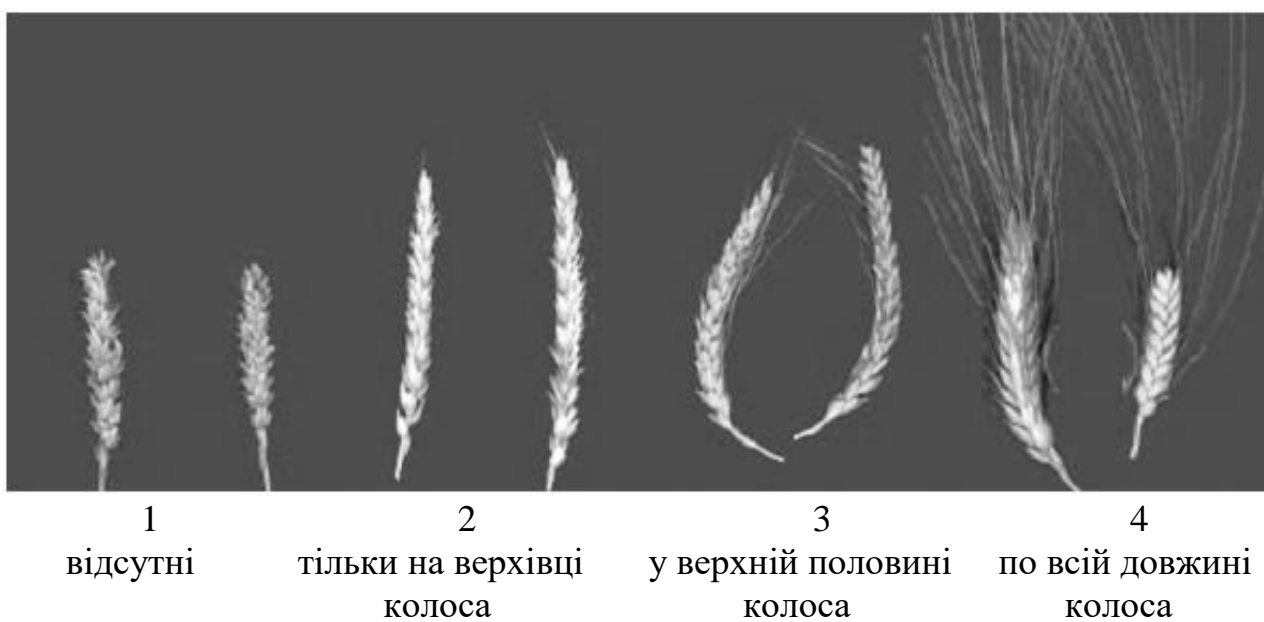 1 2 3 4
відсутні тільки на верхівці у верхній половині по всій довжині
колоса колоса колоса